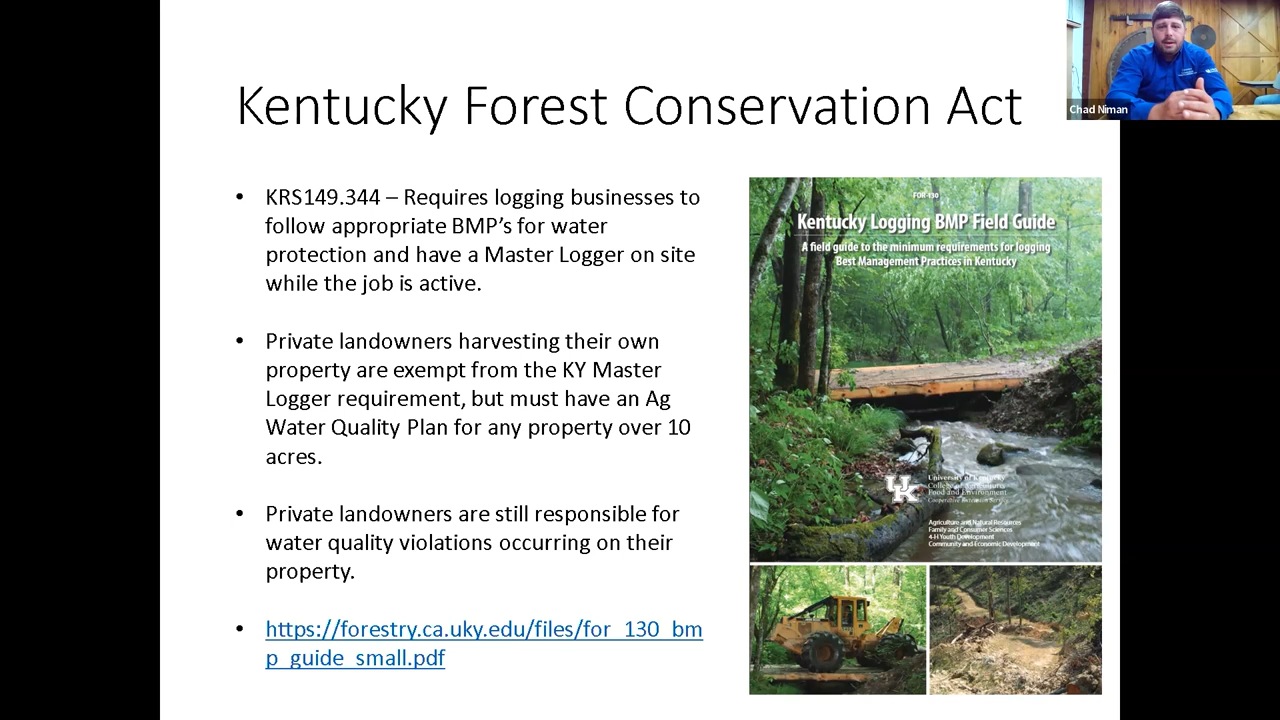 Kentucky Forest Conservation Act
Chad Niman
• KRS149.344 – Requires logging businesses to
follow appropriate BMP’s for water
protection and have a Master Logger on site
while the job is active.
• Private landowners harvesting their own
property are exempt from the KY Master
Logger requirement, but must have an Ag
Water Quality Plan for any property over 10
acres.
• Private landowners are still responsible for
water quality violations occurring on their
property.
• https://forestry.ca.uky.edu/files/for_130_bm
p_guide_small.pdf
FOR-130
Kentucky Logging BMP Field Guide
A field guide to the minimum requirements for logging
Best Management Practices in Kentucky
UK
University of Kentucky
College of Agriculture,
Food and Environment
Cooperative Extension Service
Agriculture and Natural Resources
Family and Consumer Sciences
4-H Youth Development
Community and Economic Development